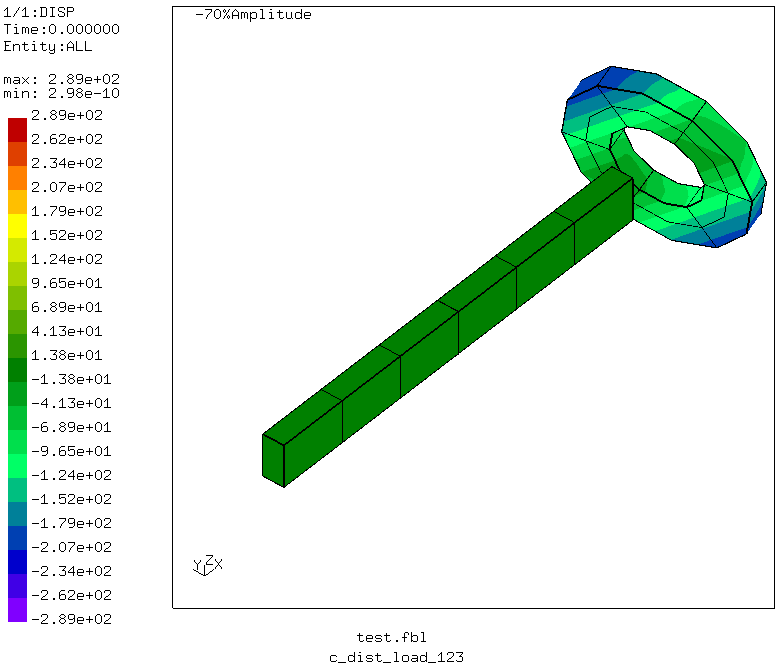 1/1:DISP
Time:0.000000
Entity:ALL
max: 2.89e+02
min: 2.98e-10
2.89e+02
2.62e+02
2.34e+02
2.07e+02
1.79e+02
1.52e+02
1.24e+02
9.65e+01
6.89e+01
4.13e+01
1.38e+01
-1.38e+01
-4.13e+01
-6.89e+01
-9.65e+01
-1.24e+02
-1.52e+02
-1.79e+02
-2.07e+02
-2.34e+02
-2.62e+02
-2.89e+02
-70%Amplitude
Y Z X
test.fbl
c_dist_load_123